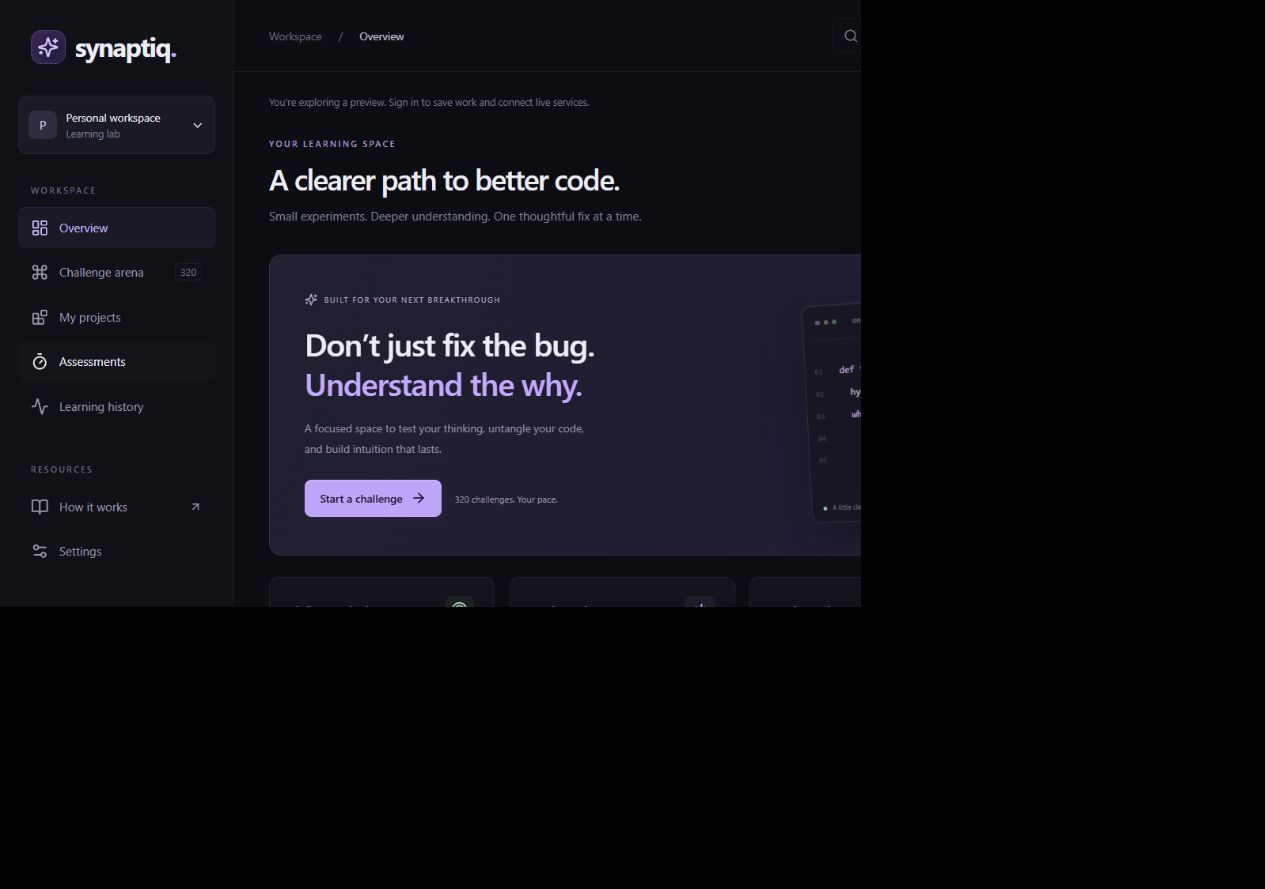 synaptiq.
P
Personal workspace
Learning lab
WORKSPACE
Overview
Challenge arena 320
My projects
Assessments
Learning history
RESOURCES
How it works
Settings
Workspace / Overview
You're exploring a preview. Sign in to save work and connect live services.
YOUR LEARNING SPACE
A clearer path to better code.
Small experiments. Deeper understanding. One thoughtful fix at a time.
BUILT FOR YOUR NEXT BREAKTHROUGH
Don’t just fix the bug.
Understand the why.
A focused space to test your thinking, untangle your code,
and build intuition that lasts.
Start a challenge
320 challenges. Your pace.
01 def
02
03
04
05
A little